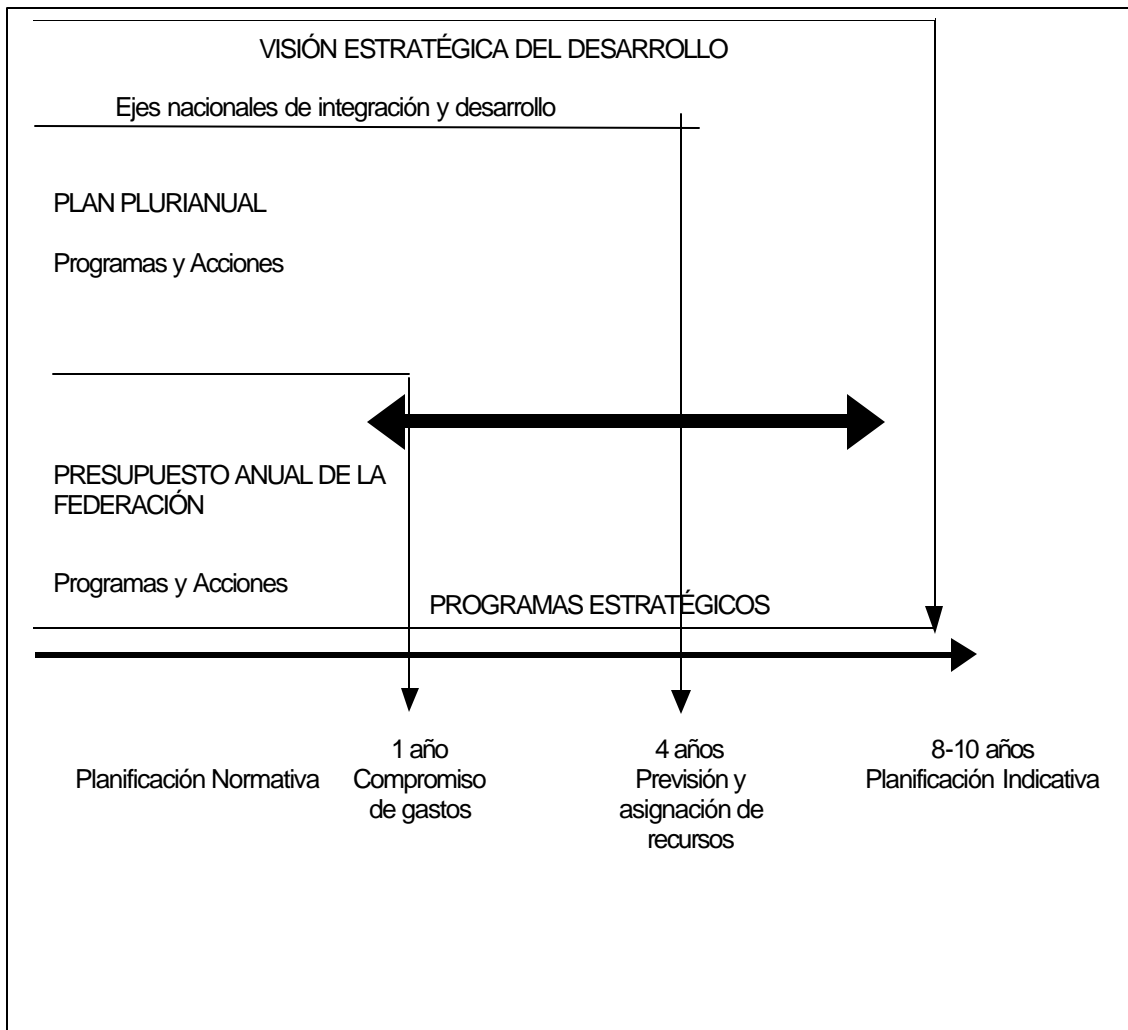 VISIÓN ESTRATÉGICA DEL DESARROLLO
Ejes nacionales de integración y desarrollo
PLAN PLURIANUAL
Programas y Acciones
PRESUPUESTO ANUAL DE LA
FEDERACIÓN
Programas y Acciones
PROGRAMAS ESTRATÉGICOS
Planificación Normativa
1 año
Compromiso
de gastos
4 años
Previsión y
asignación de
recursos
8-10 años
Planificación Indicativa